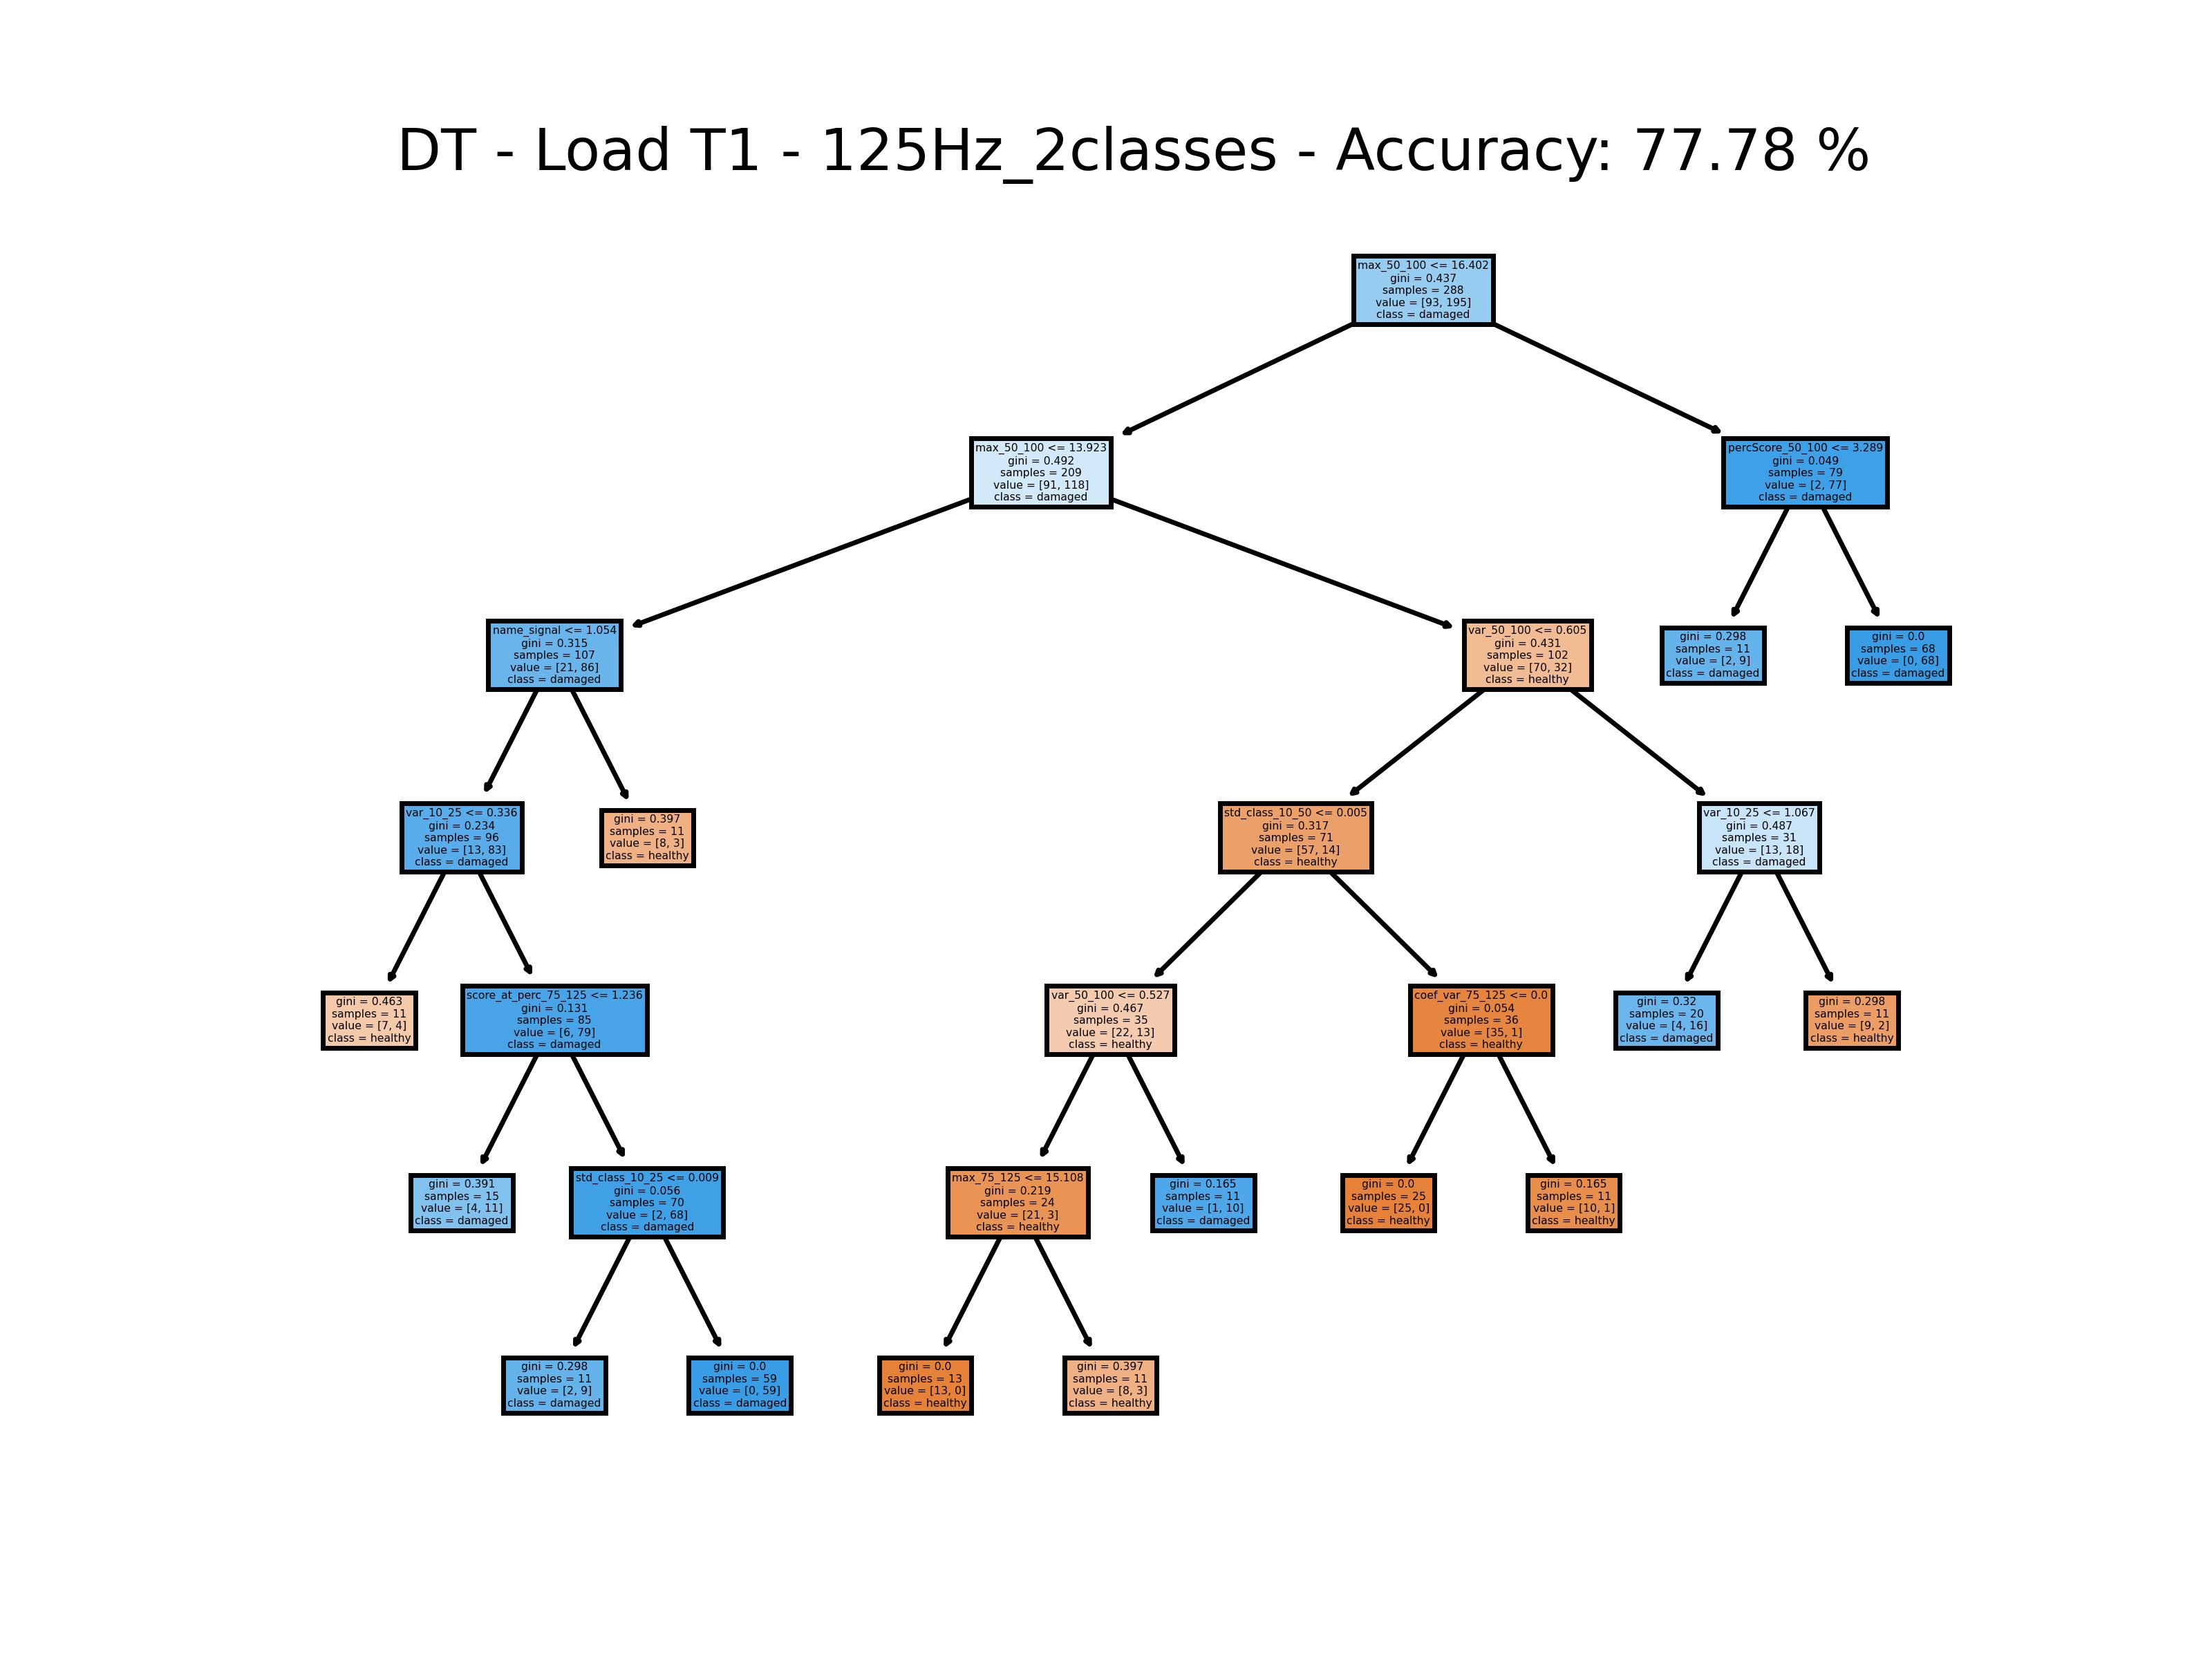 DT - Load T1 - 125Hz_2classes - Accuracy: 77.78 %
max_50_100 <= 16.402
gini = 0.437
samples = 288
value = [93, 195]
class = damaged
max_50_100 <= 13.923
gini = 0.492
samples = 209
value = [91, 118]
class = damaged
percScore_50_100 <= 3.289
gini = 0.049
samples = 79
value = [2, 77]
class = damaged
name_signal <= 1.054
gini = 0.315
samples = 107
value = [21, 86]
class = damaged
var_50_100 <= 0.605
gini = 0.431
samples = 102
value = [70, 32]
class = healthy
gini = 0.298
samples = 11
value = [2, 9]
class = damaged
gini = 0.0
samples = 68
value = [0, 68]
class = damaged
var_10_25 <= 0.336
gini = 0.234
samples = 96
value = [13, 83]
class = damaged
gini = 0.397
samples = 11
value = [8, 3]
class = healthy
std_class_10_50 <= 0.005
gini = 0.317
samples = 71
value = [57, 14]
class = healthy
var_10_25 <= 1.067
gini = 0.487
samples = 31
value = [13, 18]
class = damaged
gini = 0.463
samples = 11
value = [7, 4]
class = healthy
score_at_perc_75_125 <= 1.236
gini = 0.131
samples = 85
value = [6, 79]
class = damaged
var_50_100 <= 0.527
gini = 0.467
samples = 35
value = [22, 13]
class = healthy
coef_var_75_125 <= 0.0
gini = 0.054
samples = 36
value = [35, 1]
class = healthy
gini = 0.32
samples = 20
value = [4, 16]
class = damaged
gini = 0.298
samples = 11
value = [9, 2]
class = healthy
gini = 0.391
samples = 15
value = [4, 11]
class = damaged
std_class_10_25 <= 0.009
gini = 0.056
samples = 70
value = [2, 68]
class = damaged
max_75_125 <= 15.108
gini = 0.219
samples = 24
value = [21, 3]
class = healthy
gini = 0.165
samples = 11
value = [1, 10]
class = damaged
gini = 0.0
samples = 25
value = [25, 0]
class = healthy
gini = 0.165
samples = 11
value = [10, 1]
class = healthy
gini = 0.298
samples = 11
value = [2, 9]
class = damaged
gini = 0.0
samples = 59
value = [0, 59]
class = damaged
gini = 0.0
samples = 13
value = [13, 0]
class = healthy
gini = 0.397
samples = 11
value = [8, 3]
class = healthy